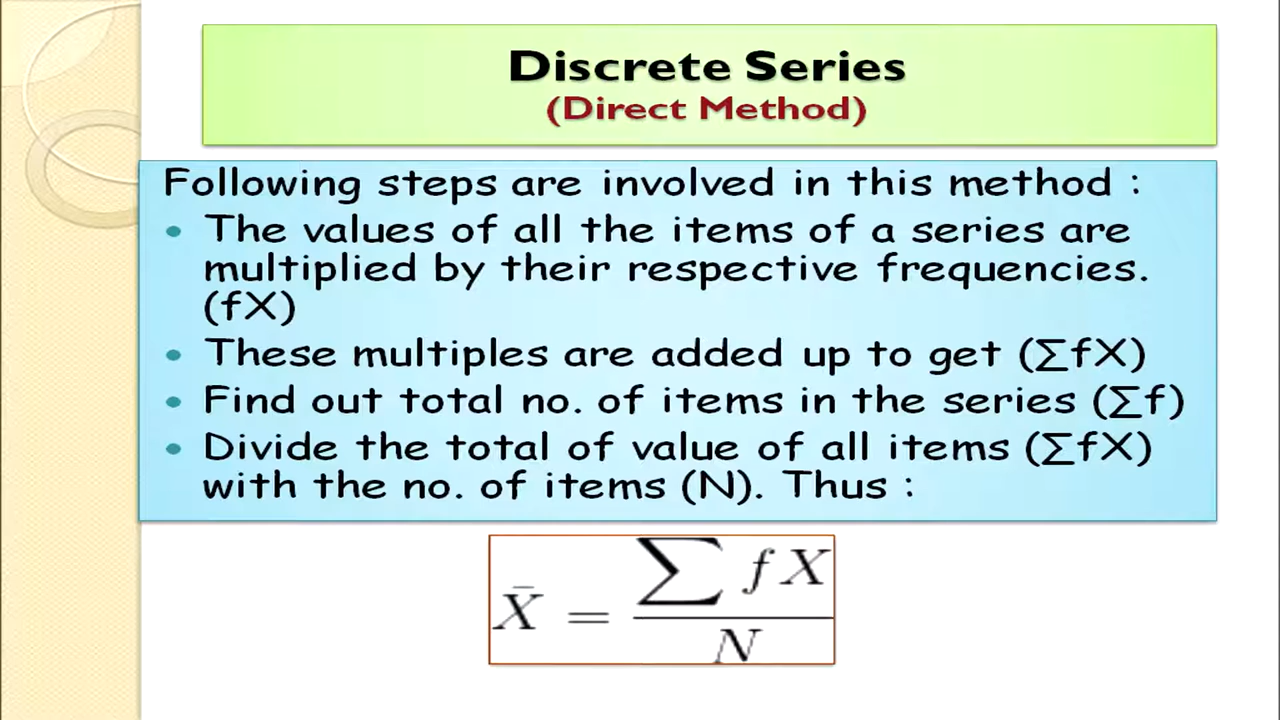 Discrete Series
(Direct Method)
Following steps are involved in this method :
• The values of all the items of a series are
multiplied by their respective frequencies.
(fX)
• These multiples are added up to get (∑fX)
• Find out total no. of items in the series (∑f)
• Divide the total of value of all items (∑fX)
with the no. of items (N). Thus :
X̄ = ∑ fX / N